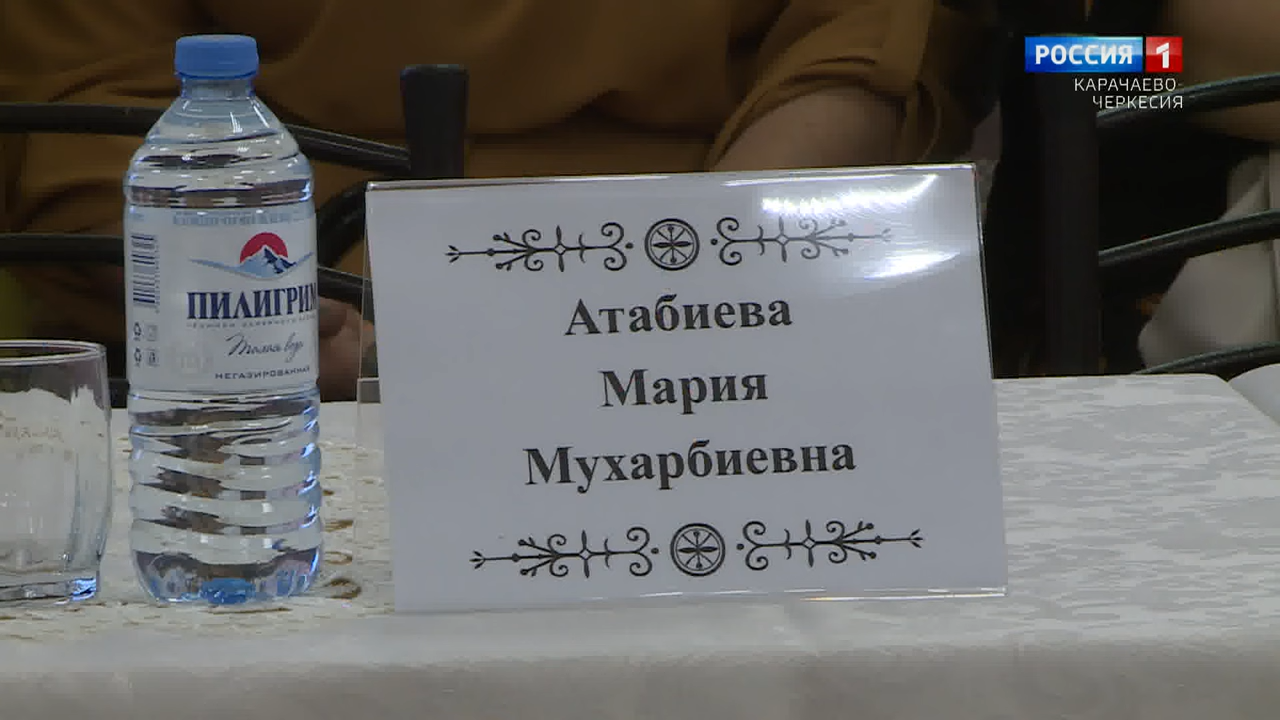 РОССИЯ 1
КАРАЧАЕВО-
ЧЕРКЕСИЯ
Атабиева
Мария
Мухарбиевна
ПИЛИГРИМ
НЕГАЗИРОВАННАЯ